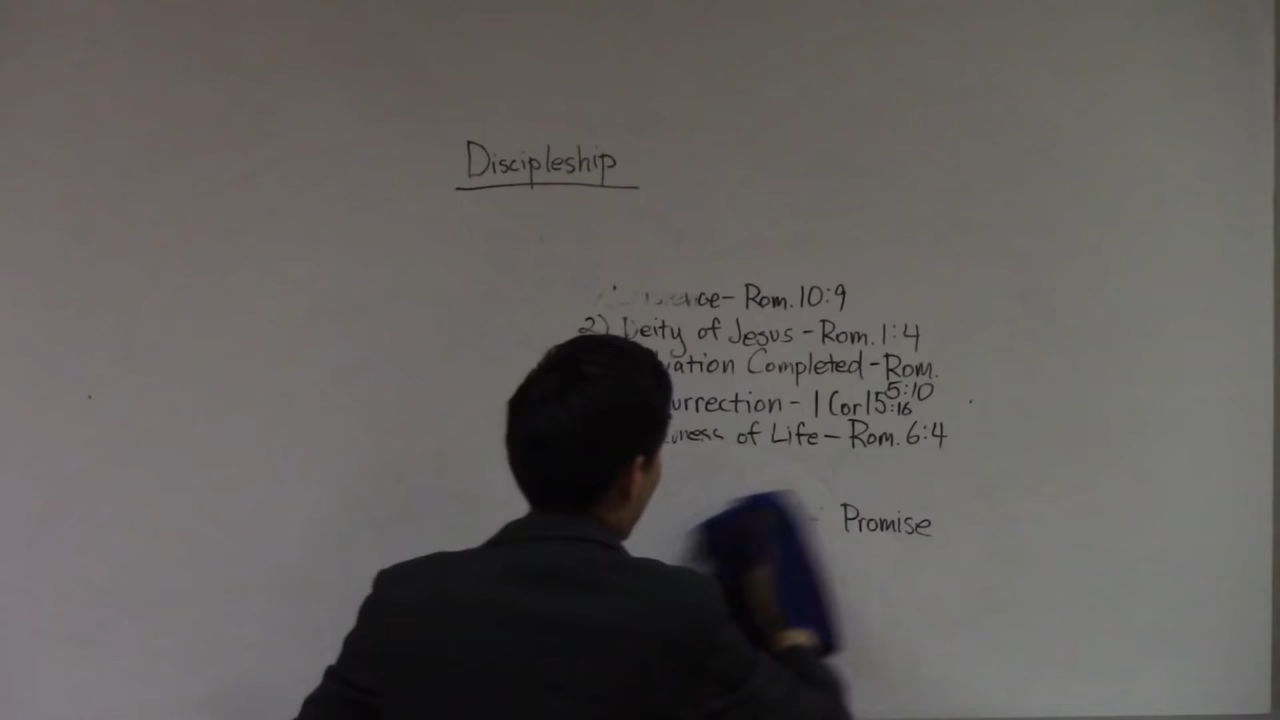 Discipleship
- Rom. 10:9
2) Deity of Jesus - Rom. 1:4
Completed - Rom.
5:10
- 1 Cor 15:16
of Life - Rom. 6:4
Promise